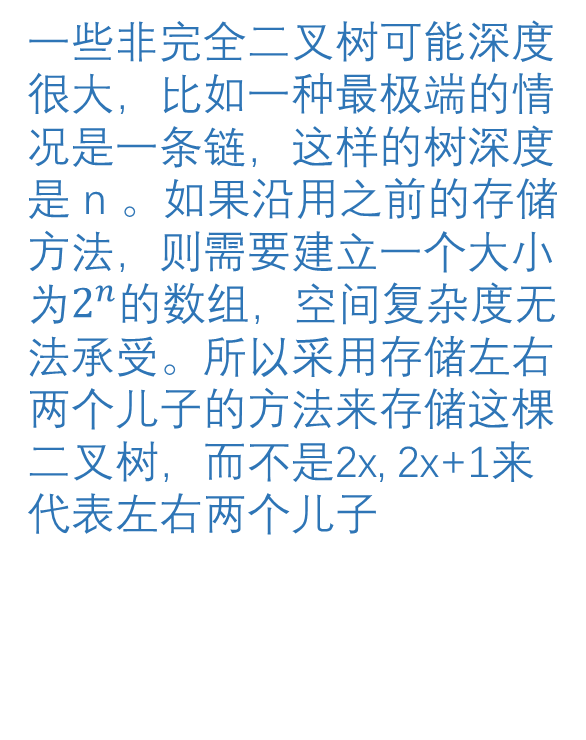 一些非完全二叉树可能深度
很大，比如一种最极端的情
况是一条链，这样的树深度
是 n 。如果沿用之前的存储
方法，则需要建立一个大小
为2ⁿ的数组，空间复杂度无
法承受。所以采用存储左右
两个儿子的方法来存储这棵
二叉树，而不是2x, 2x+1来
代表左右两个儿子